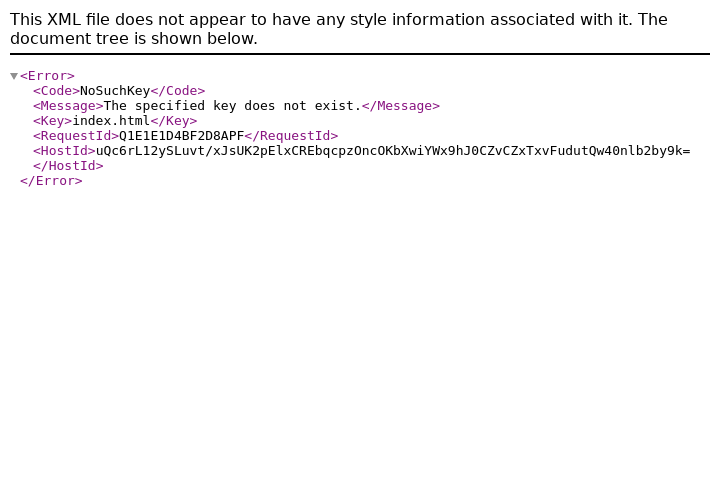 This XML file does not appear to have any style information associated with it. The
document tree is shown below.
<Error>
<Code>NoSuchKey</Code>
<Message>The specified key does not exist.</Message>
<Key>index.html</Key>
<RequestId>Q1E1E1D4BF2D8APF</RequestId>
<HostId>uQc6rL12ySLuvt/xJsUK2pElxCREbqcpzOncOKbXwiYWx9hJ0CZvCZxTxvFudutQw40nlb2by9k=
</HostId>
</Error>